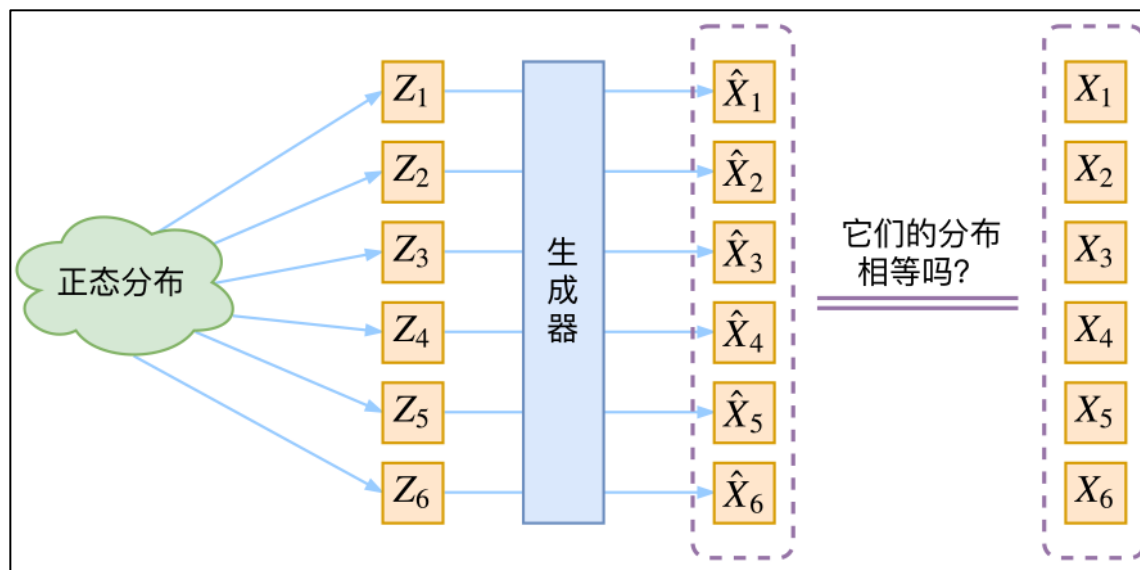 正态分布
Z₁
Z₂
Z₃
Z₄
Z₅
Z₆
生
成
器
X̂₁
X̂₂
X̂₃
X̂₄
X̂₅
X̂₆
它们的分布
相等吗？
X₁
X₂
X₃
X₄
X₅
X₆